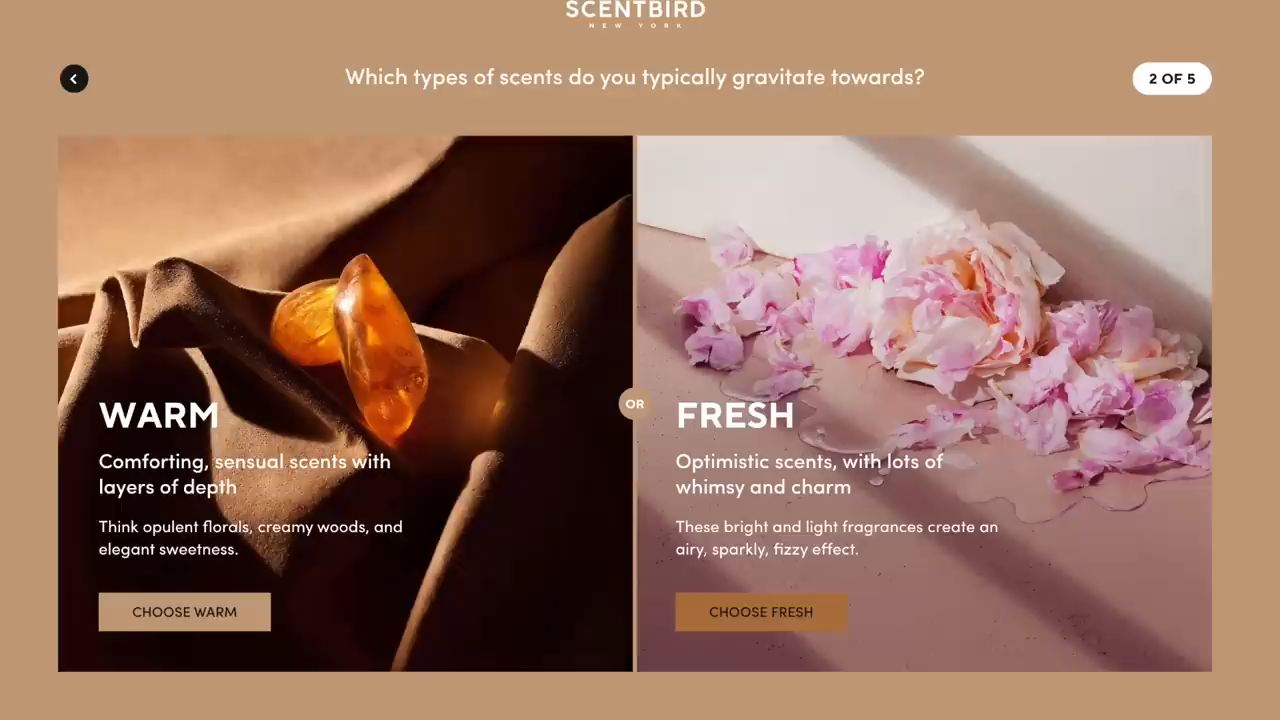 SCENTBIRD
NEW YORK
Which types of scents do you typically gravitate towards?
2 OF 5
WARM
Comforting, sensual scents with
layers of depth
Think opulent florals, creamy woods, and
elegant sweetness.
CHOOSE WARM
OR
FRESH
Optimistic scents, with lots of
whimsy and charm
These bright and light fragrances create an
airy, sparkly, fizzy effect.
CHOOSE FRESH